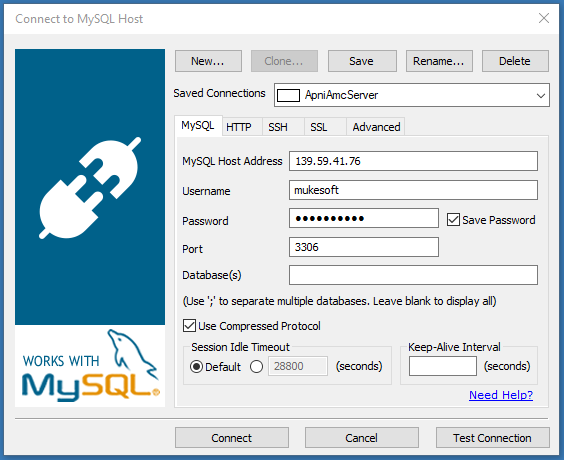 Connect to MySQL Host
New... Clone... Save Rename... Delete
Saved Connections ApniAmcServer
MySQL HTTP SSH SSL Advanced
MySQL Host Address 139.59.41.76
Username mukesoft
Password ●●●●●●●●●● Save Password
Port 3306
Database(s)
(Use ';' to separate multiple databases. Leave blank to display all)
Use Compressed Protocol
Session Idle Timeout Keep-Alive Interval
Default 28800 (seconds) (seconds)
Need Help?
WORKS WITH
MySQL®
Connect Cancel Test Connection